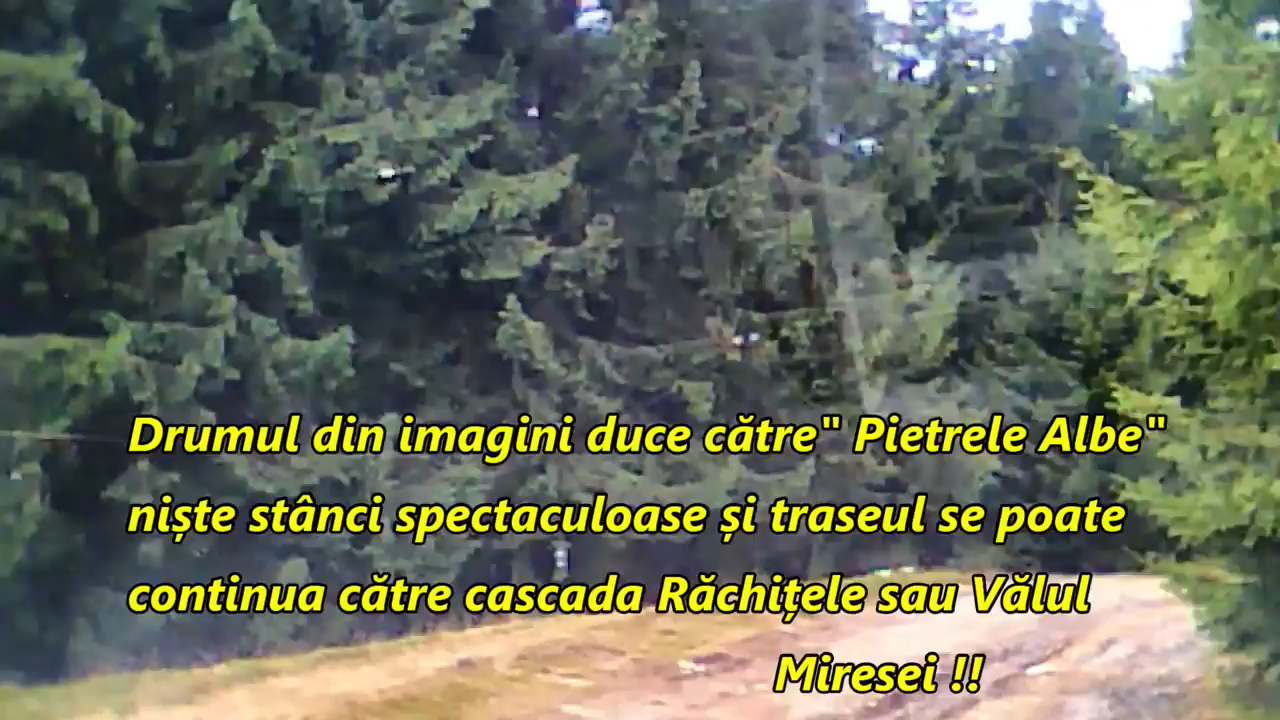 Drumul din imagini duce către" Pietrele Albe"
niște stânci spectaculoase și traseul se poate
continua către cascada Răchițele sau Vălul
Miresei !!